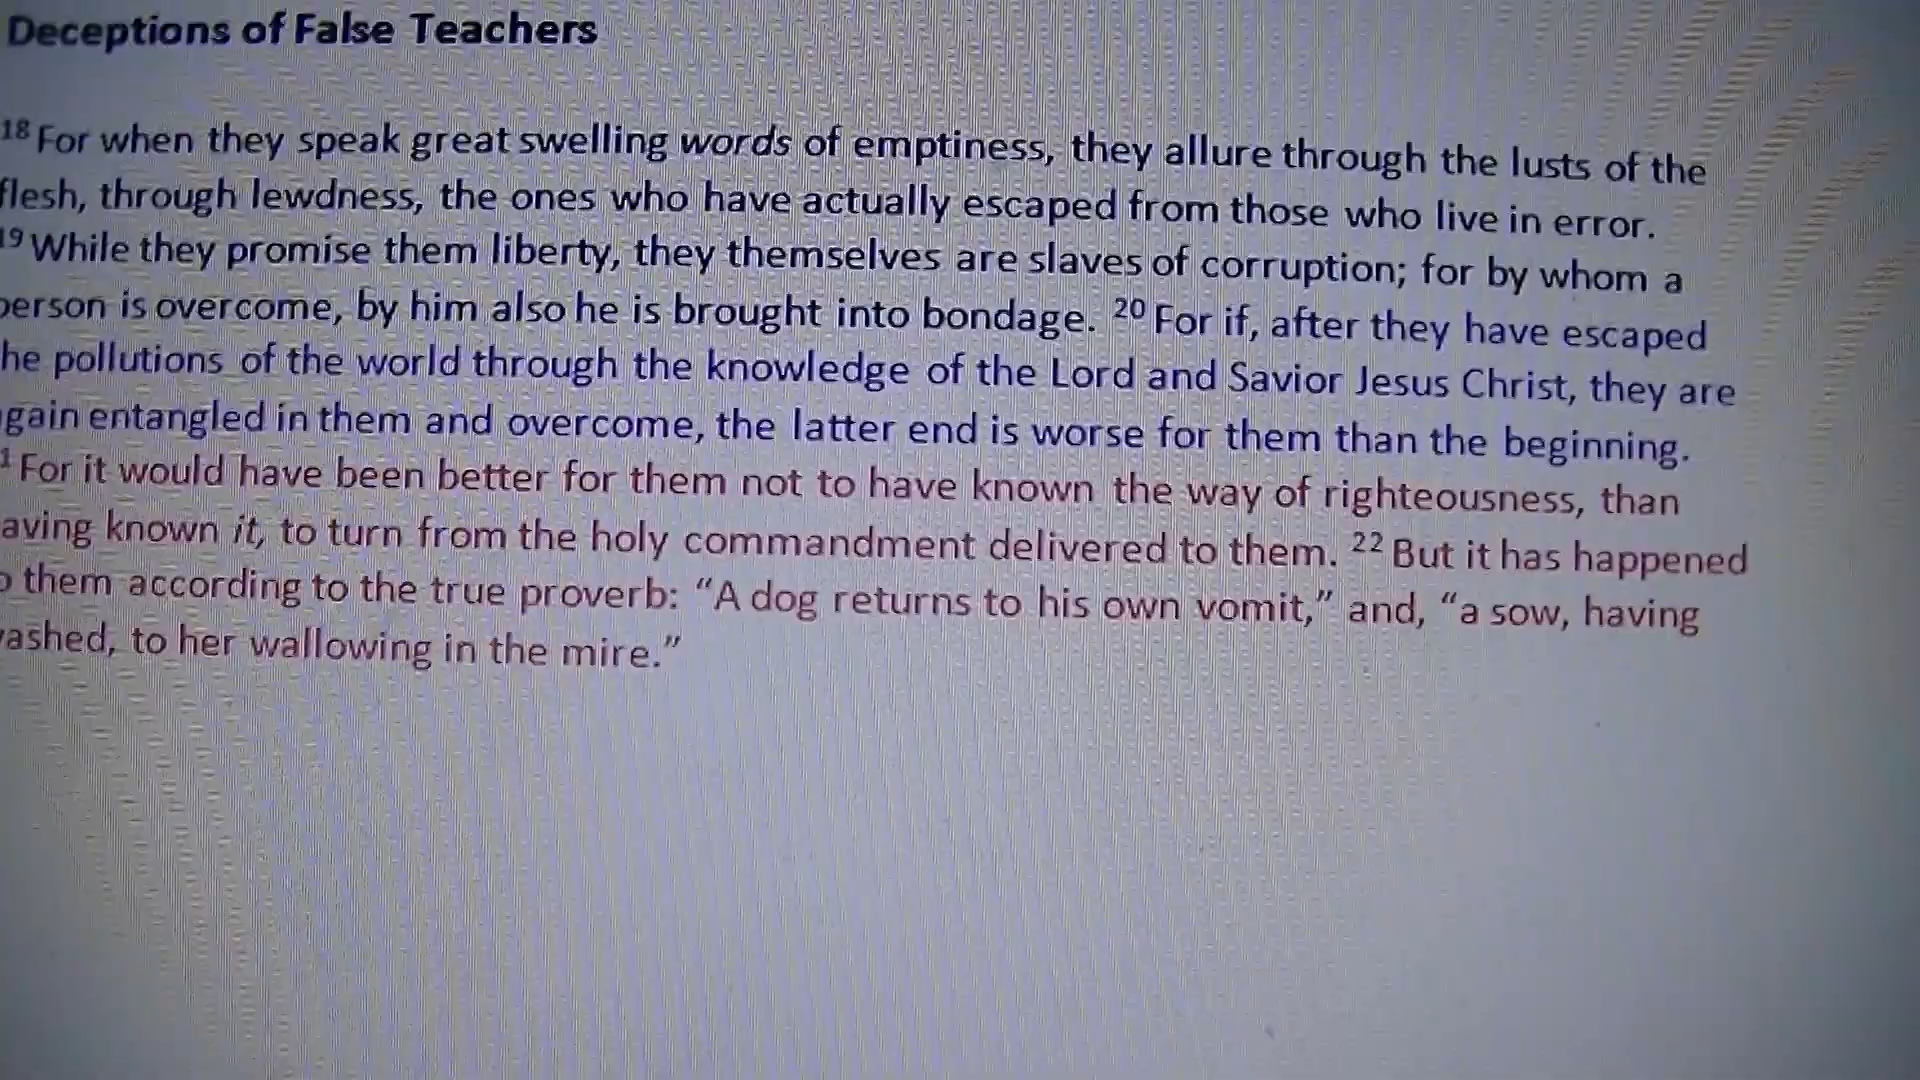 Deceptions of False Teachers
18 For when they speak great swelling words of emptiness, they allure through the lusts of the
flesh, through lewdness, the ones who have actually escaped from those who live in error.
19 While they promise them liberty, they themselves are slaves of corruption; for by whom a
person is overcome, by him also he is brought into bondage. 20 For if, after they have escaped
he pollutions of the world through the knowledge of the Lord and Savior Jesus Christ, they are
gain entangled in them and overcome, the latter end is worse for them than the beginning.
1 For it would have been better for them not to have known the way of righteousness, than
aving known it, to turn from the holy commandment delivered to them. 22 But it has happened
o them according to the true proverb: “A dog returns to his own vomit,” and, “a sow, having
ashed, to her wallowing in the mire.”